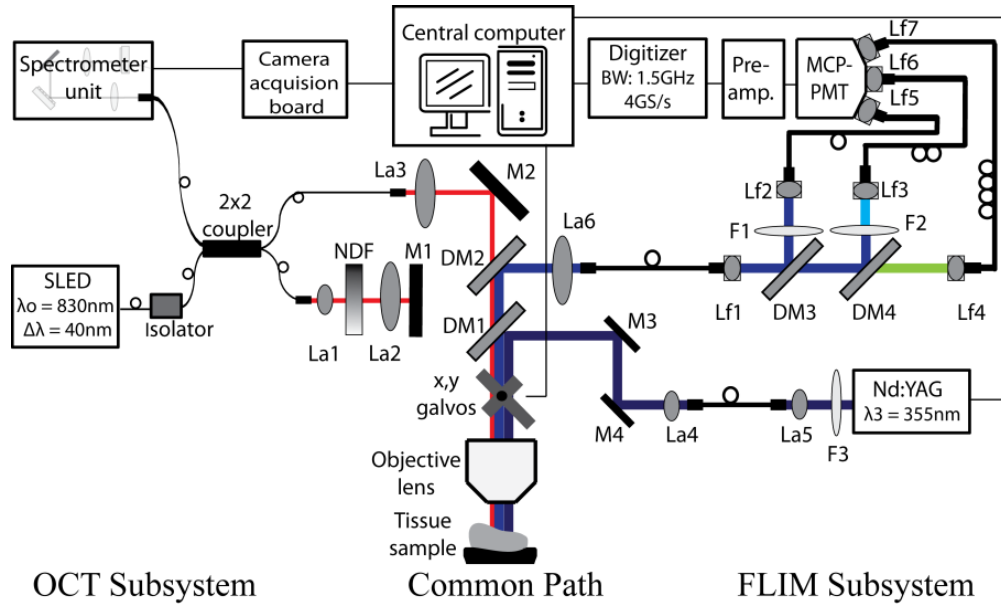 Spectrometer
unit
Camera
acquision
board
Central computer
Digitizer
BW: 1.5GHz
4GS/s
Pre-
amp.
MCP-
PMT
Lf7
Lf6
Lf5
La3
M2
2x2
coupler
NDF
M1
DM2
La6
Lf2
Lf3
F1
F2
SLED
λo = 830nm
Δλ = 40nm
Isolator
La1
La2
DM1
Lf1
DM3
DM4
Lf4
M3
x,y
galvos
M4
La4
La5
F3
Nd:YAG
λ3 = 355nm
Objective
lens
Tissue
sample
OCT Subsystem
Common Path
FLIM Subsystem